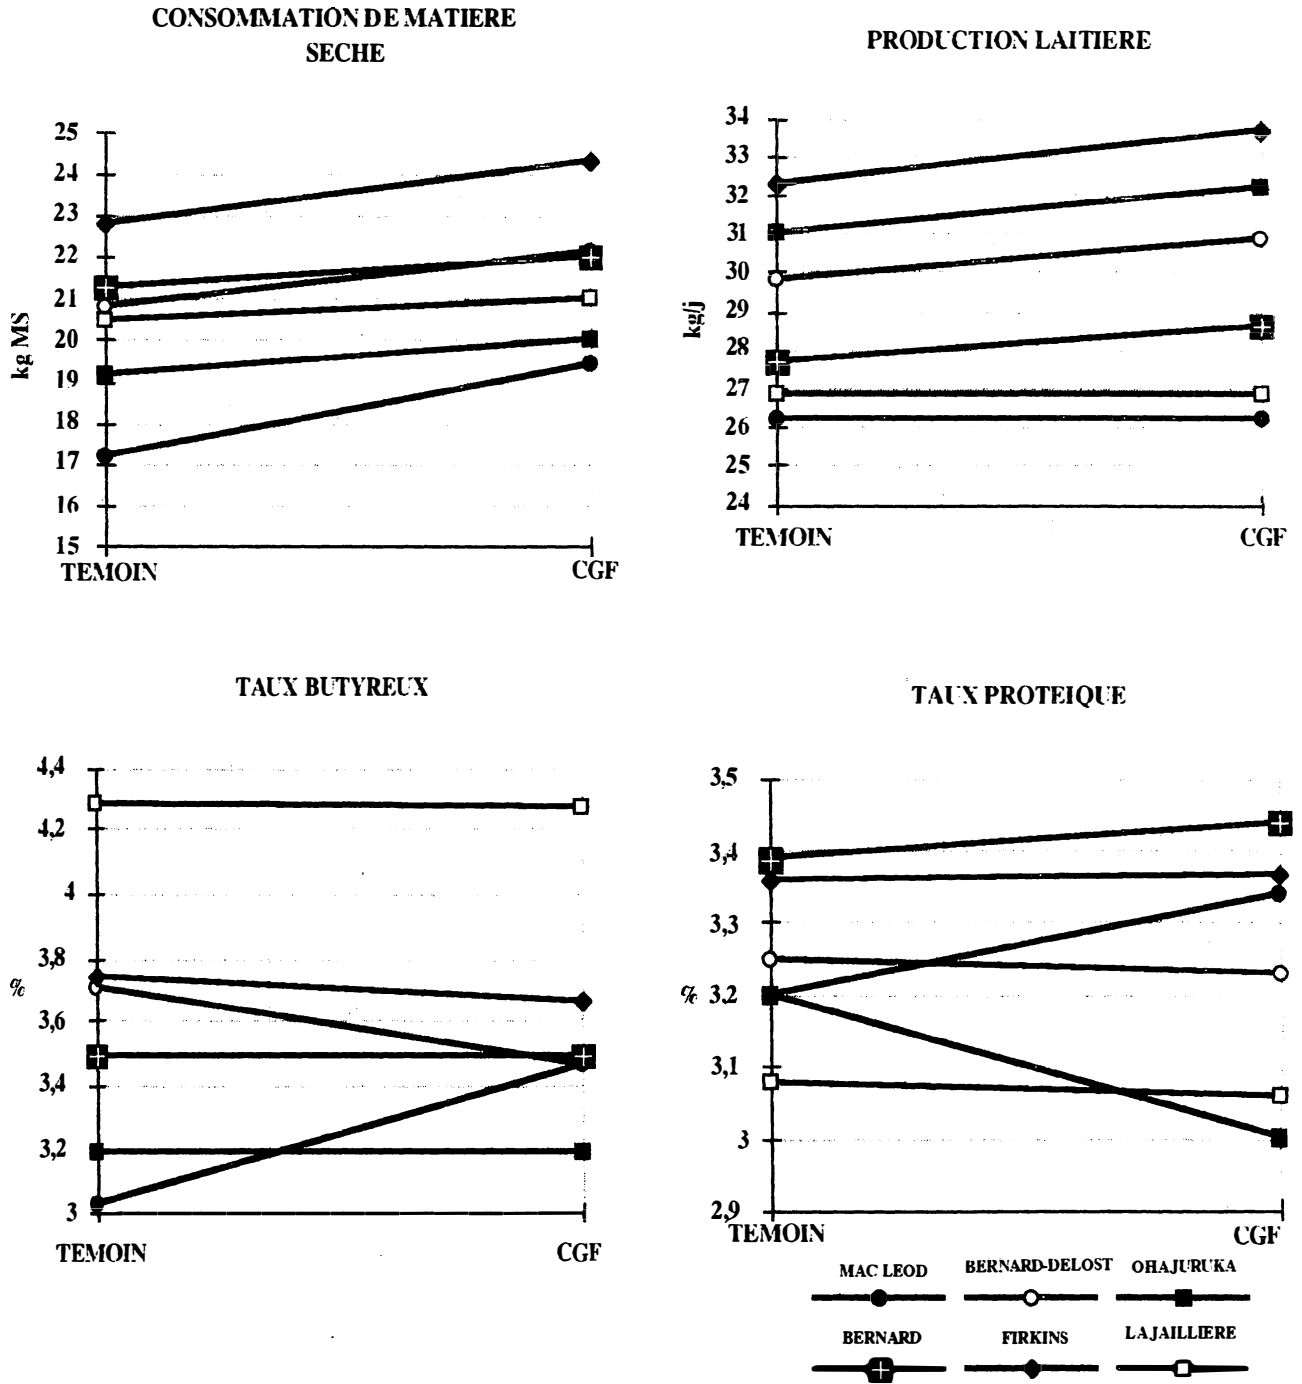 CONSOMMATION DE MATIERE
SECHE
25
24
23
22
21
20
19
18
17
16
15
kg MS
TEMOIN
CGF
PRODUCTION LAITIERE
34
33
32
31
30
29
28
27
26
25
24
kg/j
TEMOIN
CGF
TAUX BUTYREUX
4,4
4,2
4
3,8
3,6
3,4
3,2
3
%
TEMOIN
CGF
TAUX PROTEIQUE
3,5
3,4
3,3
3,2
3,1
3
2,9
%
TEMOIN
CGF
MAC LEOD
BERNARD-DELOST
OHAJURUKA
BERNARD
FIRKINS
LAJAILLIERE